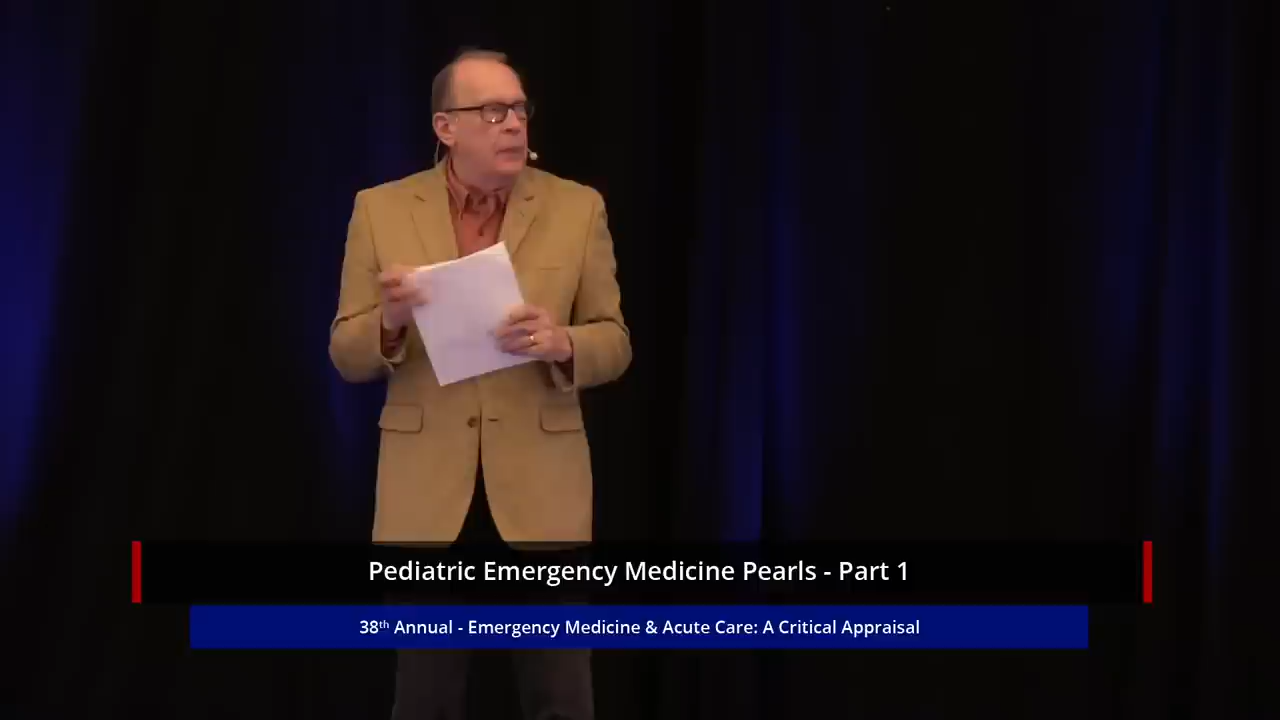 Pediatric Emergency Medicine Pearls - Part 1
38th Annual - Emergency Medicine & Acute Care: A Critical Appraisal